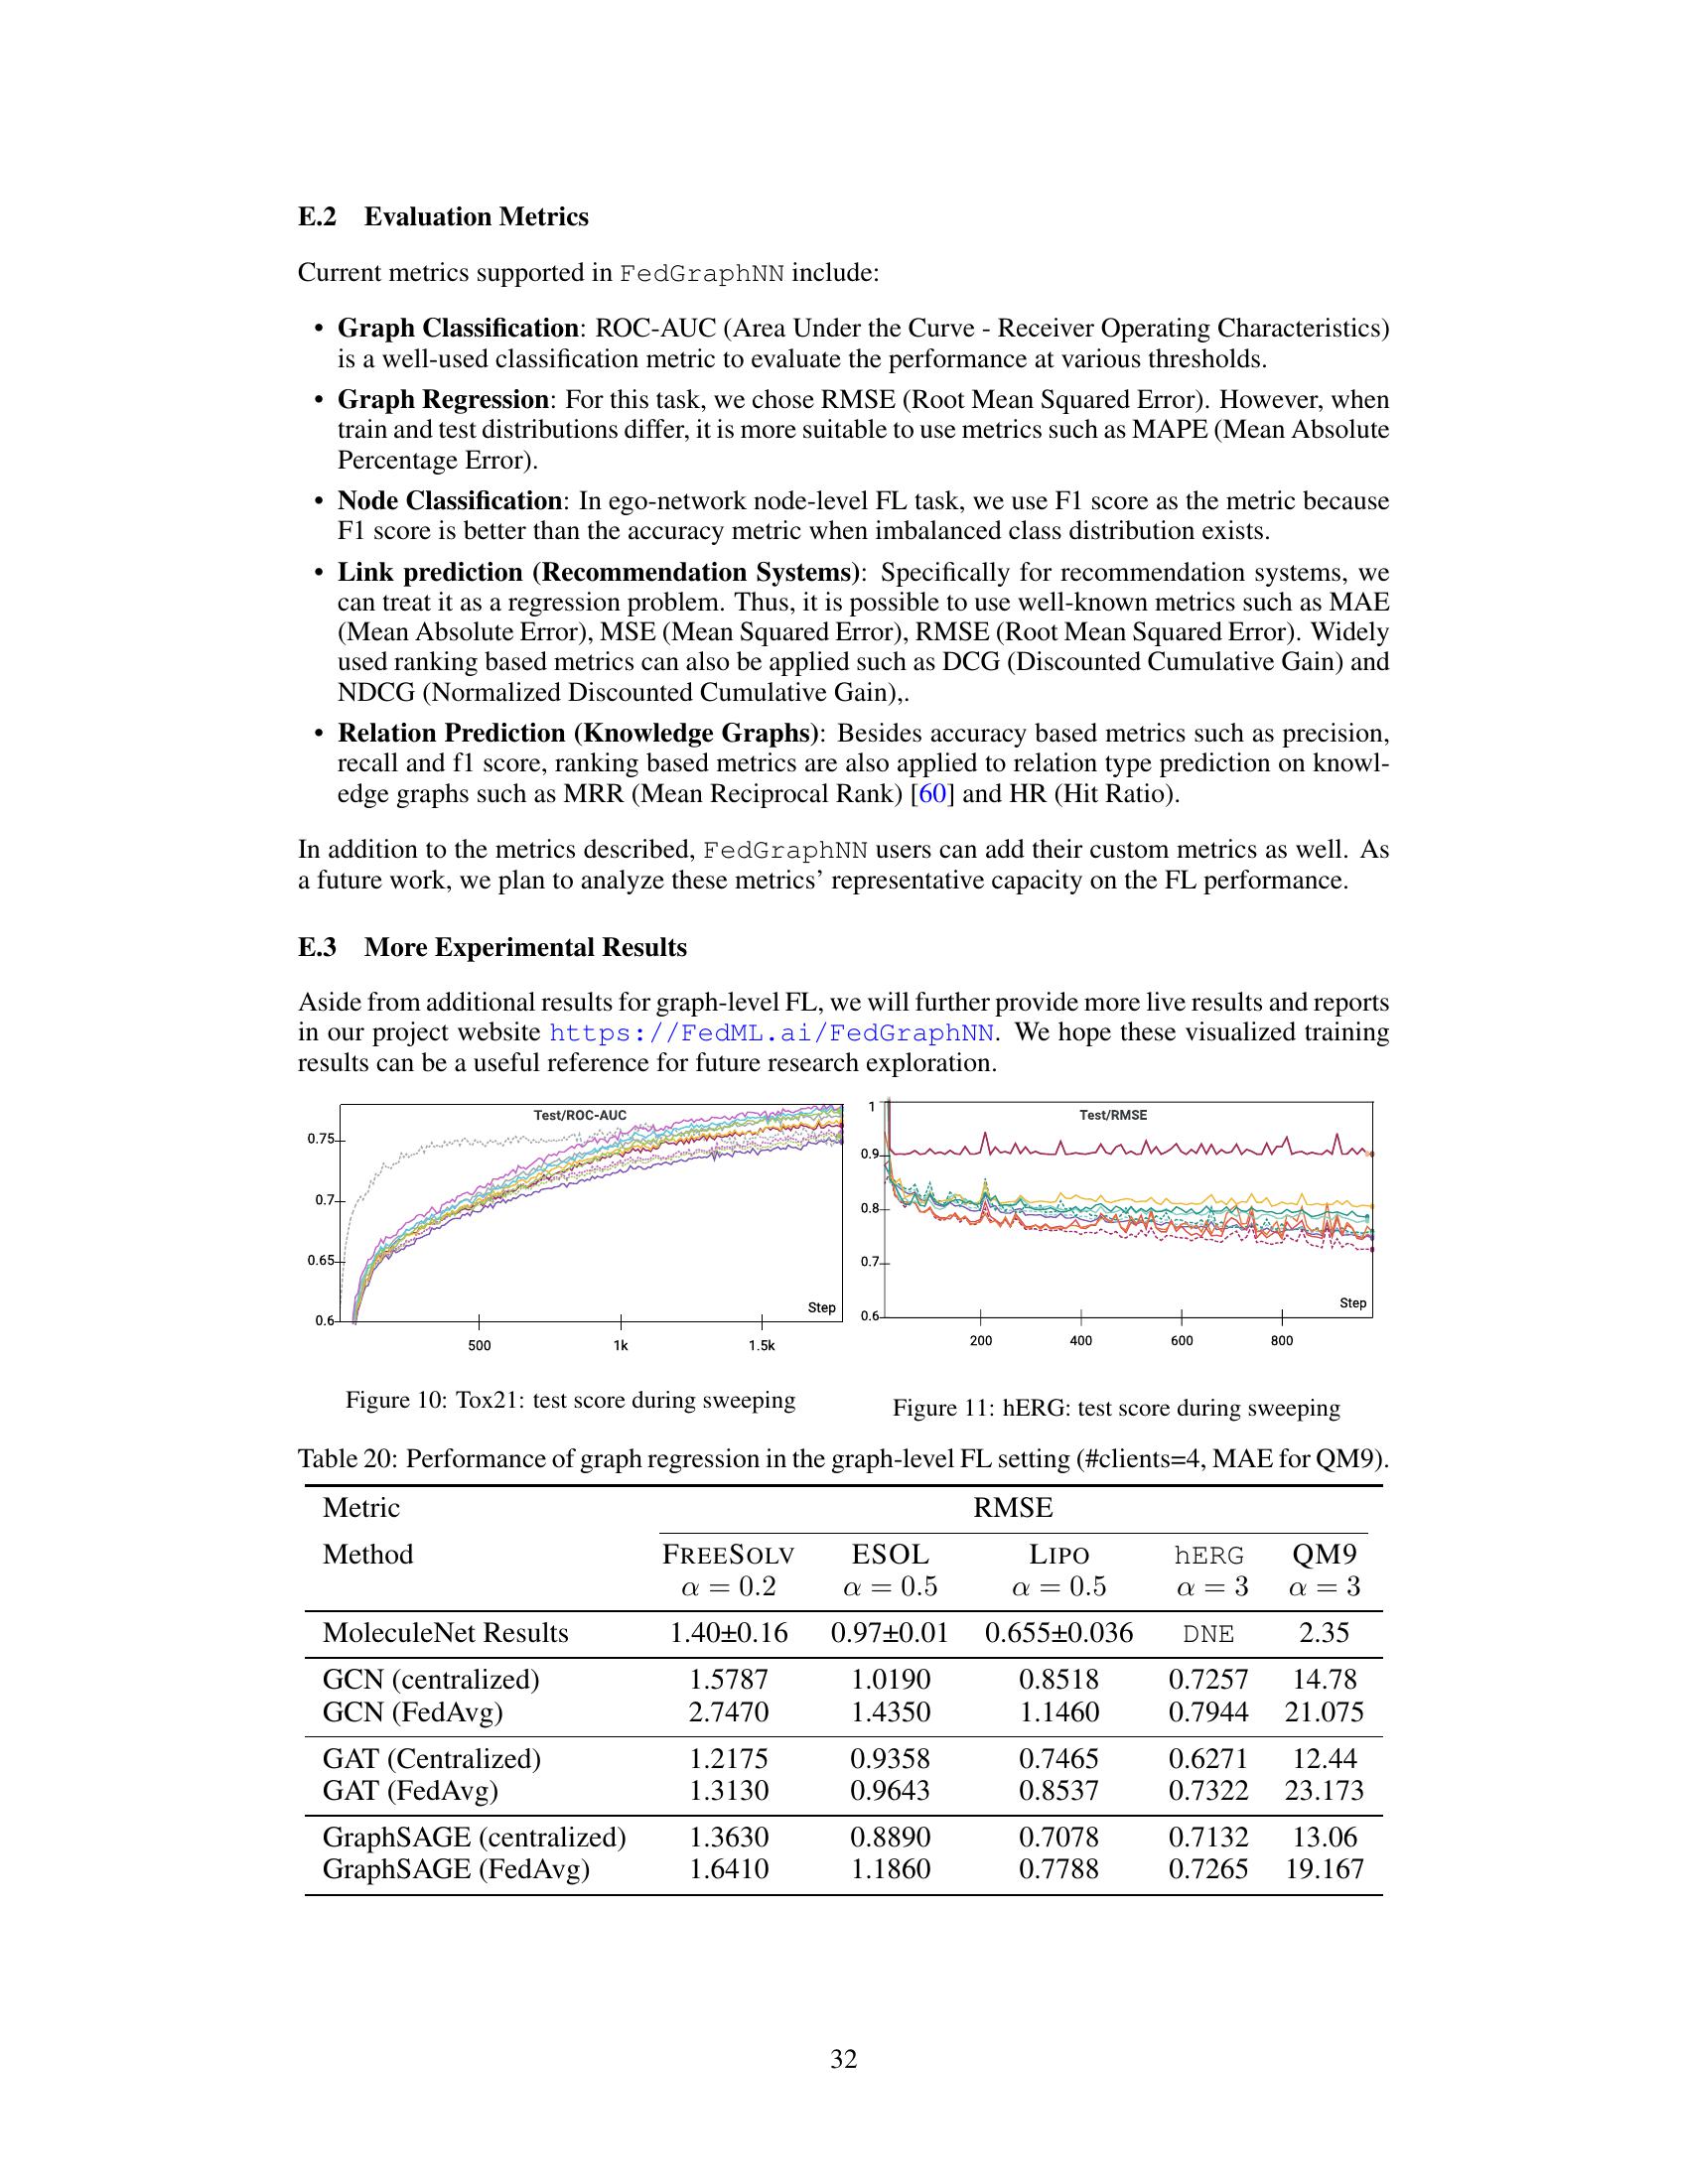 E.2 Evaluation Metrics
Current metrics supported in FedGraphNN include:
• Graph Classification: ROC-AUC (Area Under the Curve - Receiver Operating Characteristics)
is a well-used classification metric to evaluate the performance at various thresholds.
• Graph Regression: For this task, we chose RMSE (Root Mean Squared Error). However, when
train and test distributions differ, it is more suitable to use metrics such as MAPE (Mean Absolute
Percentage Error).
• Node Classification: In ego-network node-level FL task, we use F1 score as the metric because
F1 score is better than the accuracy metric when imbalanced class distribution exists.
• Link prediction (Recommendation Systems): Specifically for recommendation systems, we
can treat it as a regression problem. Thus, it is possible to use well-known metrics such as MAE
(Mean Absolute Error), MSE (Mean Squared Error), RMSE (Root Mean Squared Error). Widely
used ranking based metrics can also be applied such as DCG (Discounted Cumulative Gain) and
NDCG (Normalized Discounted Cumulative Gain),.
• Relation Prediction (Knowledge Graphs): Besides accuracy based metrics such as precision,
recall and f1 score, ranking based metrics are also applied to relation type prediction on knowl-
edge graphs such as MRR (Mean Reciprocal Rank) [60] and HR (Hit Ratio).
In addition to the metrics described, FedGraphNN users can add their custom metrics as well. As
a future work, we plan to analyze these metrics' representative capacity on the FL performance.
E.3 More Experimental Results
Aside from additional results for graph-level FL, we will further provide more live results and reports
in our project website https://FedML.ai/FedGraphNN. We hope these visualized training
results can be a useful reference for future research exploration.
Test/ROC-AUC
0.75
0.7
0.65
0.6
Step
500 1k 1.5k
Figure 10: Tox21: test score during sweeping
Test/RMSE
1
0.9
0.8
0.7
0.6
Step
200 400 600 800
Figure 11: hERG: test score during sweeping
Table 20: Performance of graph regression in the graph-level FL setting (#clients=4, MAE for QM9).
Metric RMSE
Method FREESOLV ESOL LIPO hERG QM9
α = 0.2 α = 0.5 α = 0.5 α = 3 α = 3
MoleculeNet Results 1.40±0.16 0.97±0.01 0.655±0.036 DNE 2.35
GCN (centralized) 1.5787 1.0190 0.8518 0.7257 14.78
GCN (FedAvg) 2.7470 1.4350 1.1460 0.7944 21.075
GAT (Centralized) 1.2175 0.9358 0.7465 0.6271 12.44
GAT (FedAvg) 1.3130 0.9643 0.8537 0.7322 23.173
GraphSAGE (centralized) 1.3630 0.8890 0.7078 0.7132 13.06
GraphSAGE (FedAvg) 1.6410 1.1860 0.7788 0.7265 19.167
32